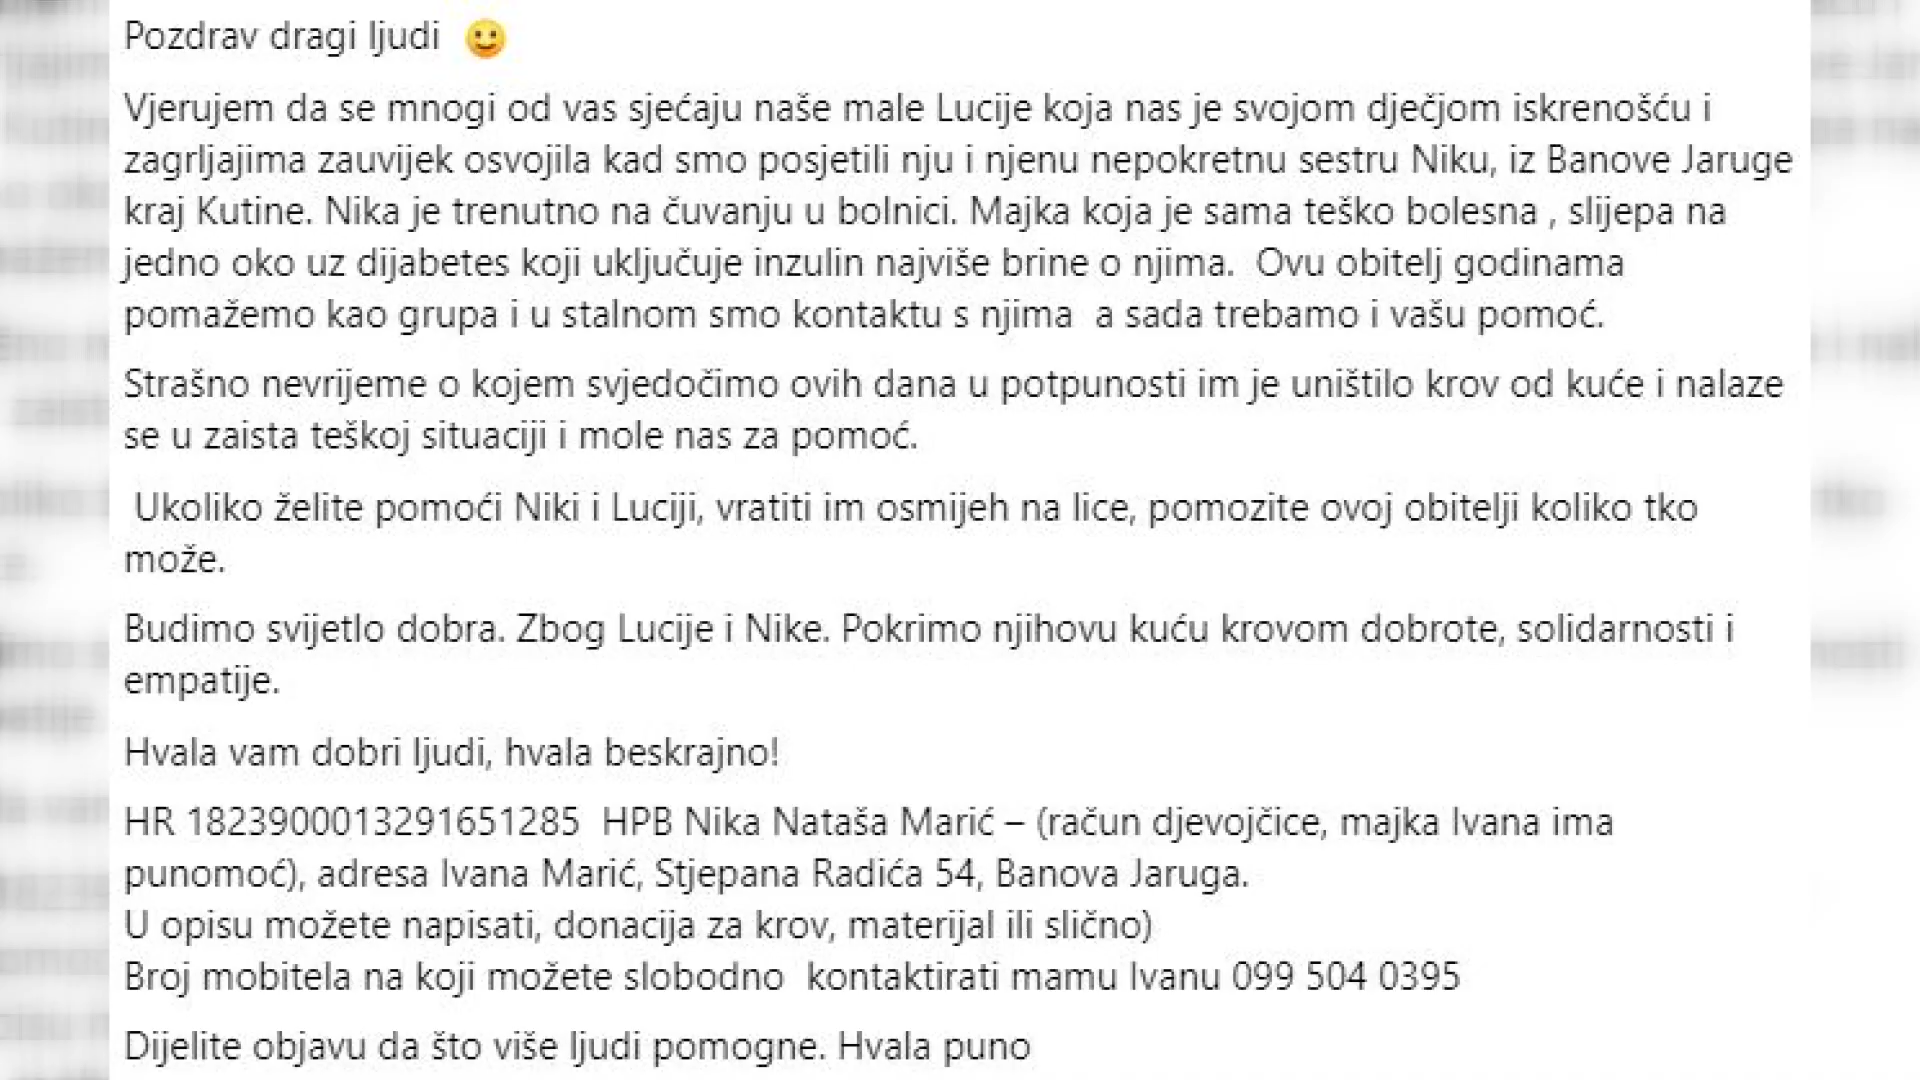 Pozdrav dragi ljudi 🙂
Vjerujem da se mnogi od vas sjećaju naše male Lucije koja nas je svojom dječjom iskrenošću i
zagrljajima zauvijek osvojila kad smo posjetili nju i njenu nepokretnu sestru Niku, iz Banove Jaruge
kraj Kutine. Nika je trenutno na čuvanju u bolnici. Majka koja je sama teško bolesna , slijepa na
jedno oko uz dijabetes koji uključuje inzulin najviše brine o njima.  Ovu obitelj godinama
pomažemo kao grupa i u stalnom smo kontaktu s njima  a sada trebamo i vašu pomoć.
Strašno nevrijeme o kojem svjedočimo ovih dana u potpunosti im je uništilo krov od kuće i nalaze
se u zaista teškoj situaciji i mole nas za pomoć.
Ukoliko želite pomoći Niki i Luciji, vratiti im osmijeh na lice, pomozite ovoj obitelji koliko tko
može.
Budimo svijetlo dobra. Zbog Lucije i Nike. Pokrimo njihovu kuću krovom dobrote, solidarnosti i
empatije.
Hvala vam dobri ljudi, hvala beskrajno!
HR 1823900013291651285  HPB Nika Nataša Marić – (račun djevojčice, majka Ivana ima
punomoć), adresa Ivana Marić, Stjepana Radića 54, Banova Jaruga.
U opisu možete napisati, donacija za krov, materijal ili slično)
Broj mobitela na koji možete slobodno  kontaktirati mamu Ivanu 099 504 0395
Dijelite objavu da što više ljudi pomogne. Hvala puno